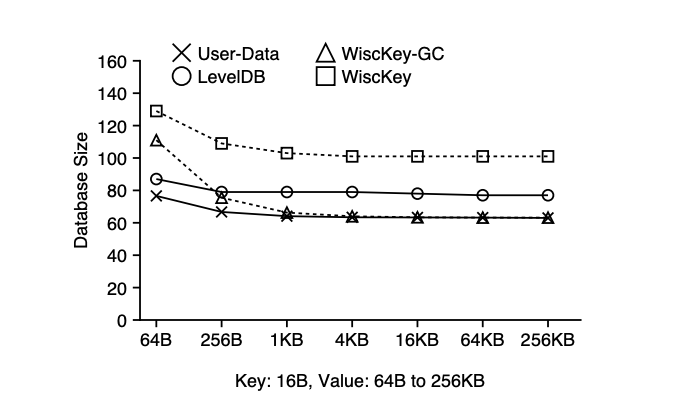 User-Data
WiscKey-GC
LevelDB
WiscKey
160
140
120
100
80
60
40
20
0
Database Size
64B 256B 1KB 4KB 16KB 64KB 256KB
Key: 16B, Value: 64B to 256KB